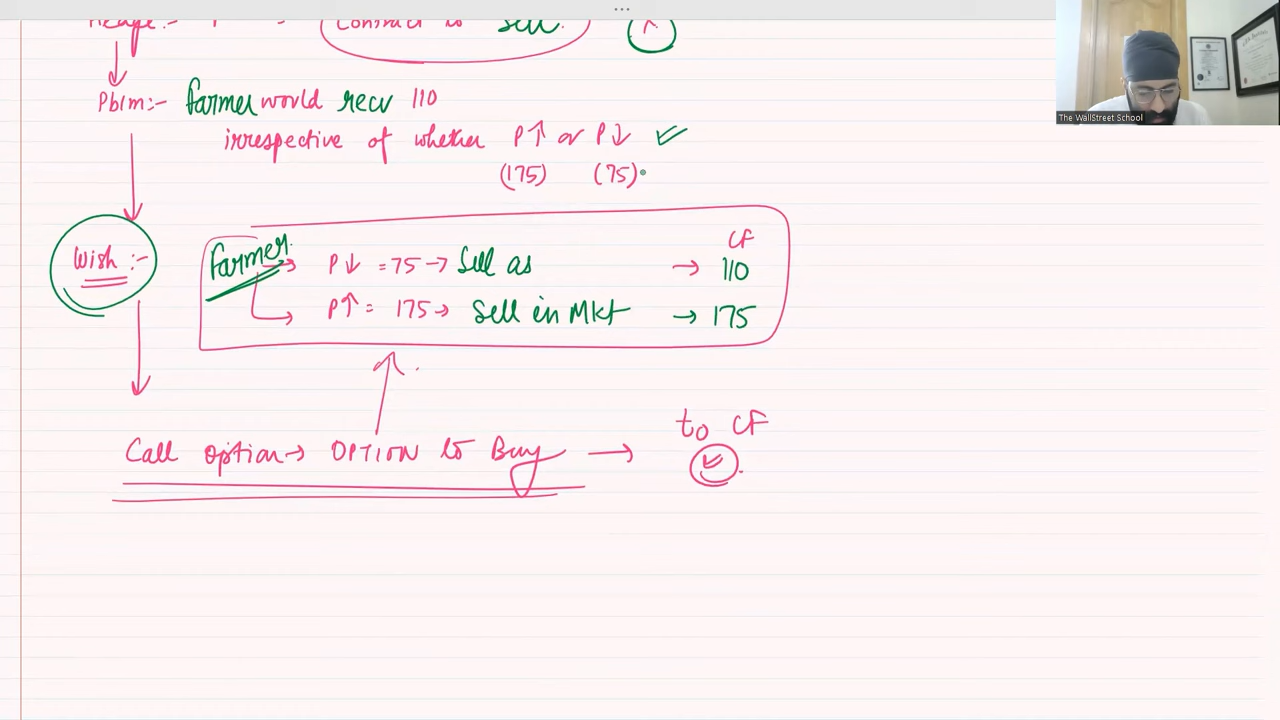 Contract to Sell.
Pblm:- farmer would recv 110
irrespective of whether P↑ or P↓ ✓
(175) (75)
The WallStreet School
CF
Wish :- farmer. → P↓ = 75 → Sell as → 110
P↑ = 175 → Sell in Mkt → 175
to CF
Call option → OPTION to Buy →